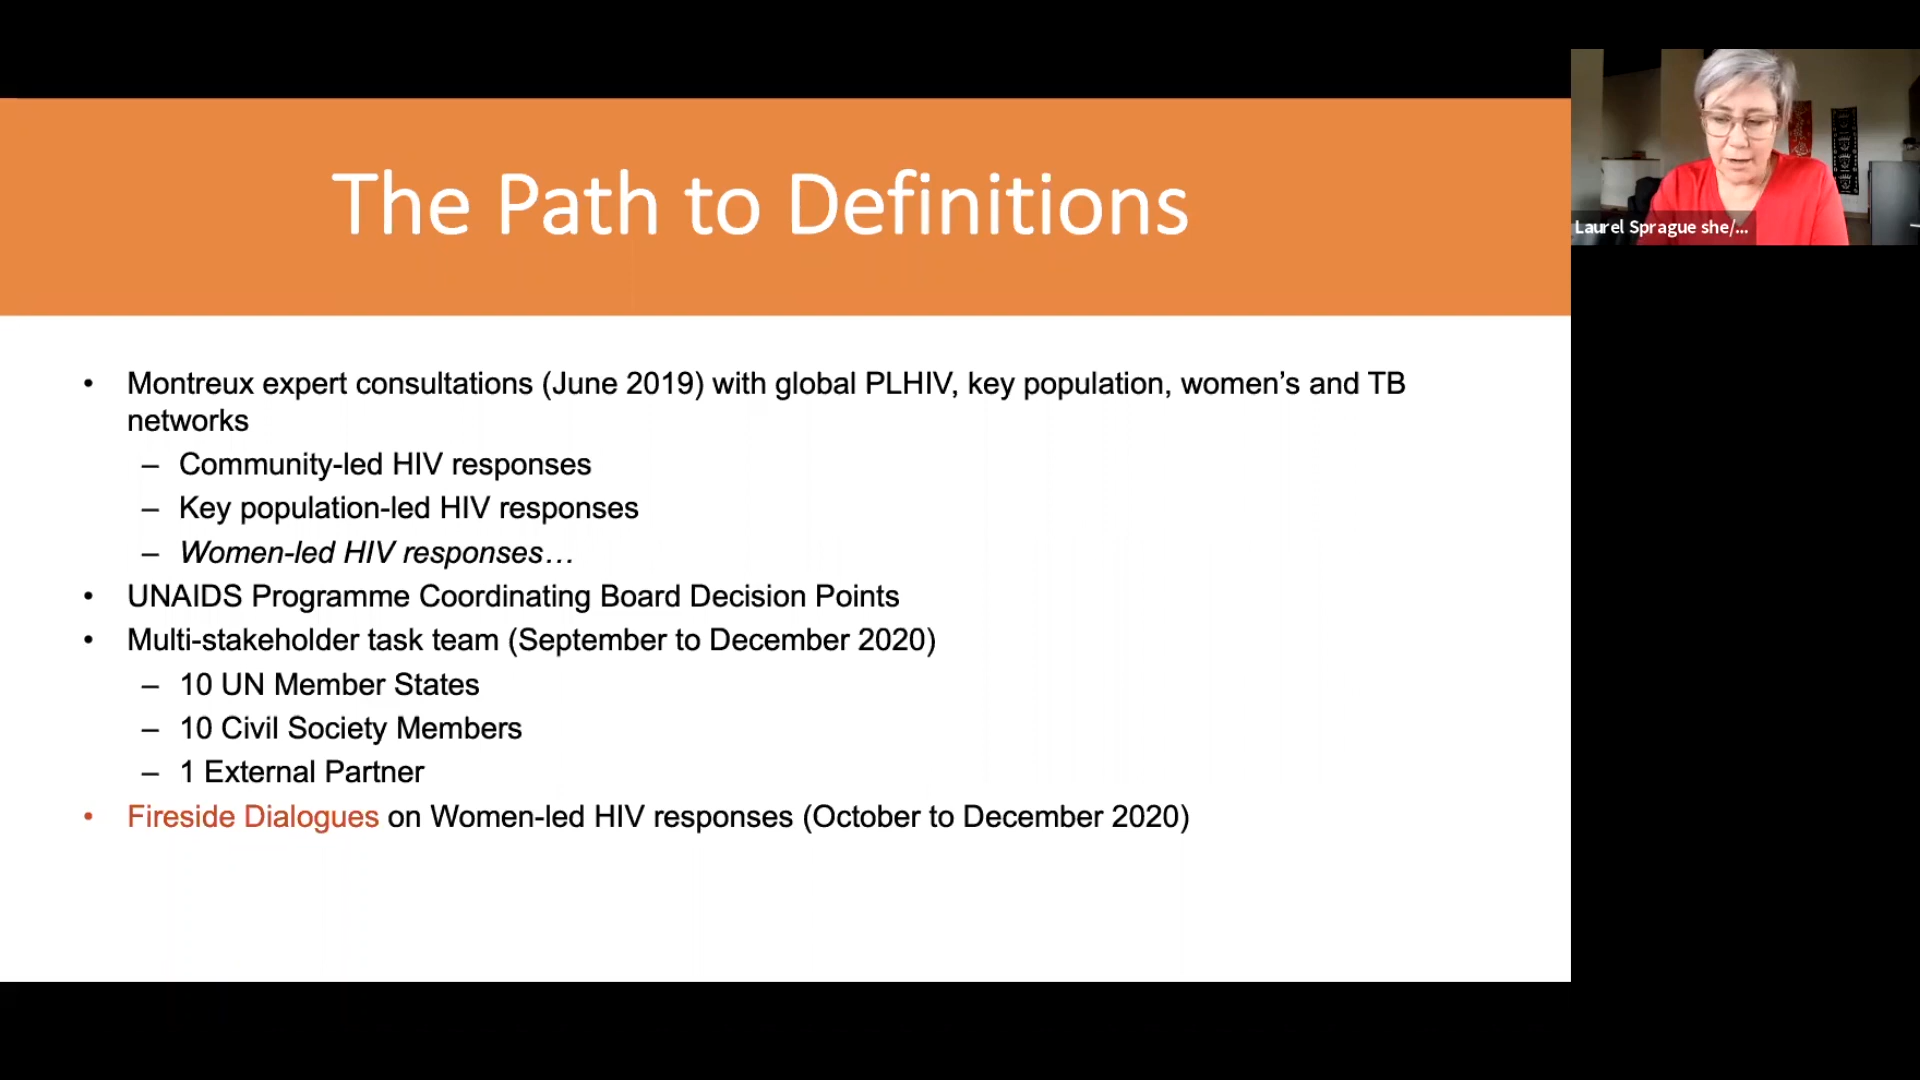 The Path to Definitions
Laurel Sprague she/...
• Montreux expert consultations (June 2019) with global PLHIV, key population, women’s and TB
networks
– Community-led HIV responses
– Key population-led HIV responses
– Women-led HIV responses…
• UNAIDS Programme Coordinating Board Decision Points
• Multi-stakeholder task team (September to December 2020)
– 10 UN Member States
– 10 Civil Society Members
– 1 External Partner
• Fireside Dialogues on Women-led HIV responses (October to December 2020)